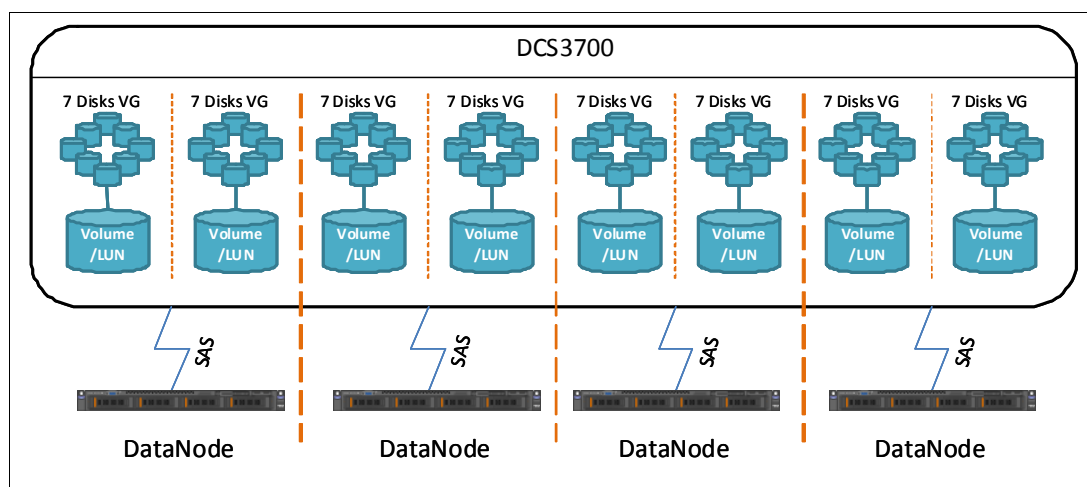 DCS3700
7 Disks VG 7 Disks VG 7 Disks VG 7 Disks VG 7 Disks VG 7 Disks VG 7 Disks VG 7 Disks VG
Volume Volume Volume Volume Volume Volume Volume Volume
/LUN /LUN /LUN /LUN /LUN /LUN /LUN /LUN
SAS SAS SAS SAS
DataNode DataNode DataNode DataNode